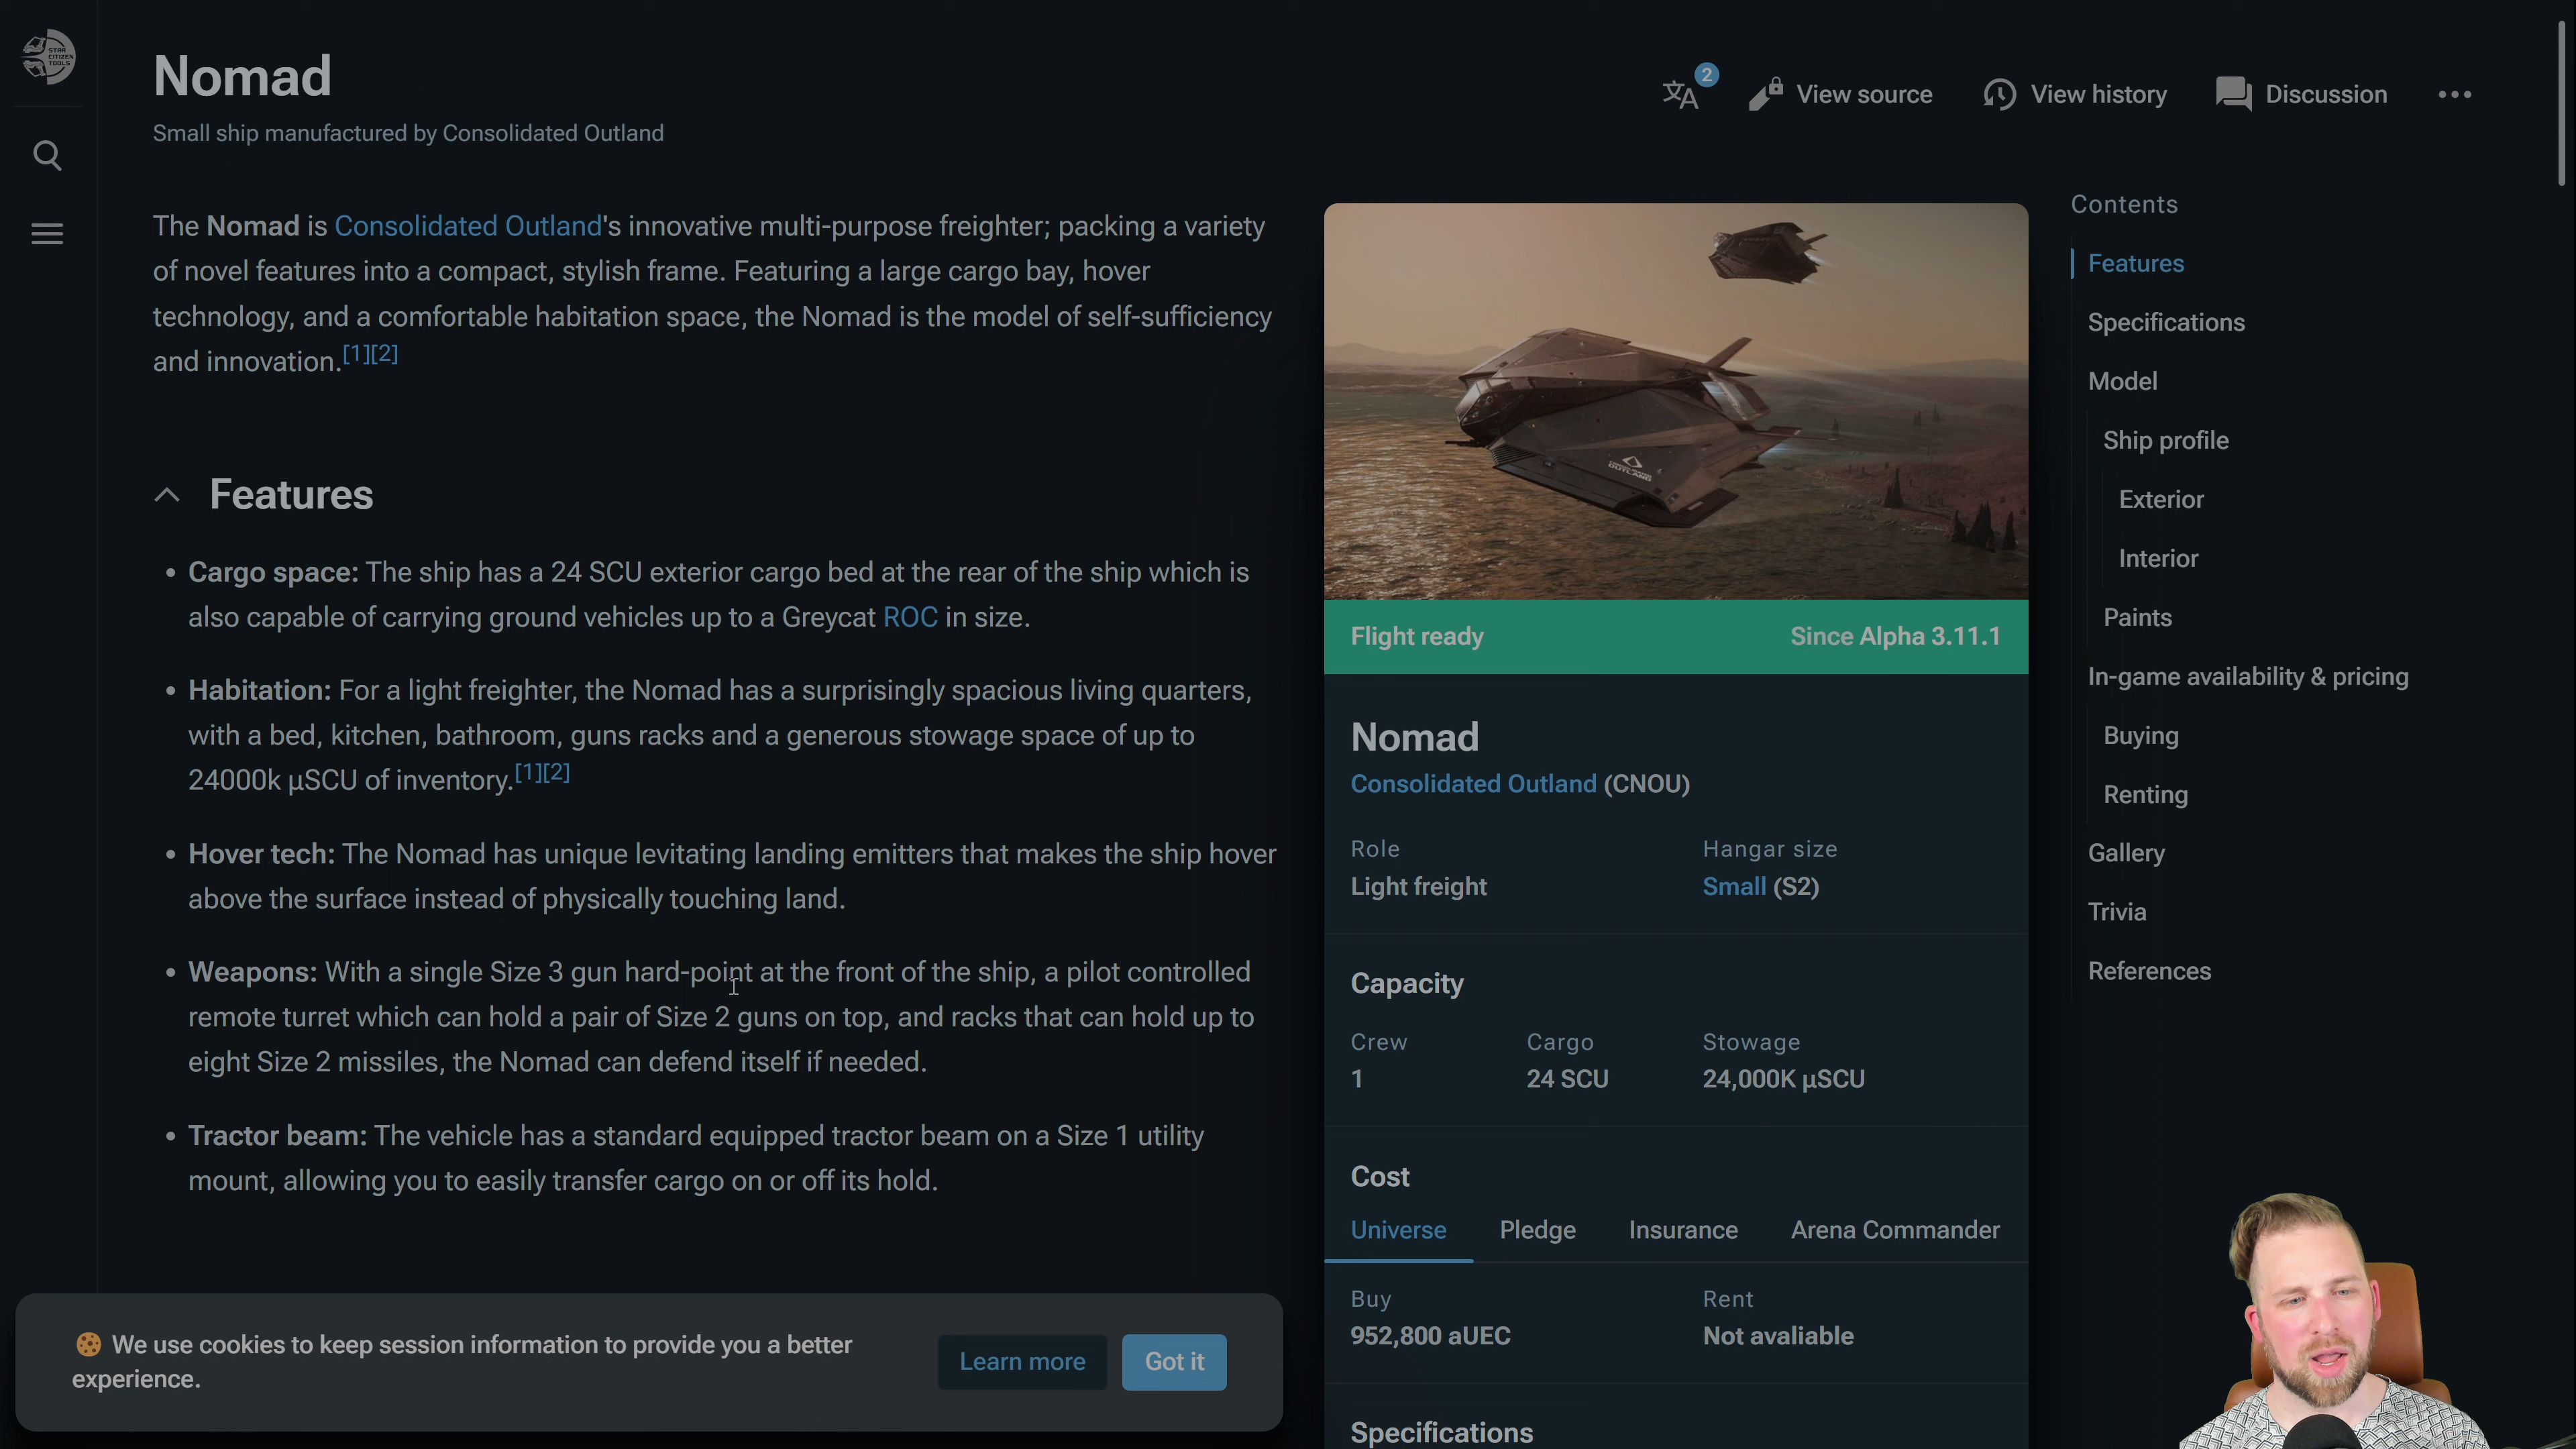 STAR
CITIZEN
TOOLS
Nomad
Small ship manufactured by Consolidated Outland
2
View source
View history
Discussion
The Nomad is Consolidated Outland's innovative multi-purpose freighter; packing a variety
of novel features into a compact, stylish frame. Featuring a large cargo bay, hover
technology, and a comfortable habitation space, the Nomad is the model of self-sufficiency
and innovation.[1][2]
Features
• Cargo space: The ship has a 24 SCU exterior cargo bed at the rear of the ship which is
also capable of carrying ground vehicles up to a Greycat ROC in size.
• Habitation: For a light freighter, the Nomad has a surprisingly spacious living quarters,
with a bed, kitchen, bathroom, guns racks and a generous stowage space of up to
24000k µSCU of inventory.[1][2]
• Hover tech: The Nomad has unique levitating landing emitters that makes the ship hover
above the surface instead of physically touching land.
• Weapons: With a single Size 3 gun hard-point at the front of the ship, a pilot controlled
remote turret which can hold a pair of Size 2 guns on top, and racks that can hold up to
eight Size 2 missiles, the Nomad can defend itself if needed.
• Tractor beam: The vehicle has a standard equipped tractor beam on a Size 1 utility
mount, allowing you to easily transfer cargo on or off its hold.
🍪 We use cookies to keep session information to provide you a better
experience.
Learn more
Got it
OUTLAND
Flight ready
Since Alpha 3.11.1
Nomad
Consolidated Outland (CNOU)
Role
Hangar size
Light freight
Small (S2)
Capacity
Crew
Cargo
Stowage
1
24 SCU
24,000K µSCU
Cost
Universe
Pledge
Insurance
Arena Commander
Buy
Rent
952,800 aUEC
Not avaliable
Specifications
Contents
Features
Specifications
Model
Ship profile
Exterior
Interior
Paints
In-game availability & pricing
Buying
Renting
Gallery
Trivia
References